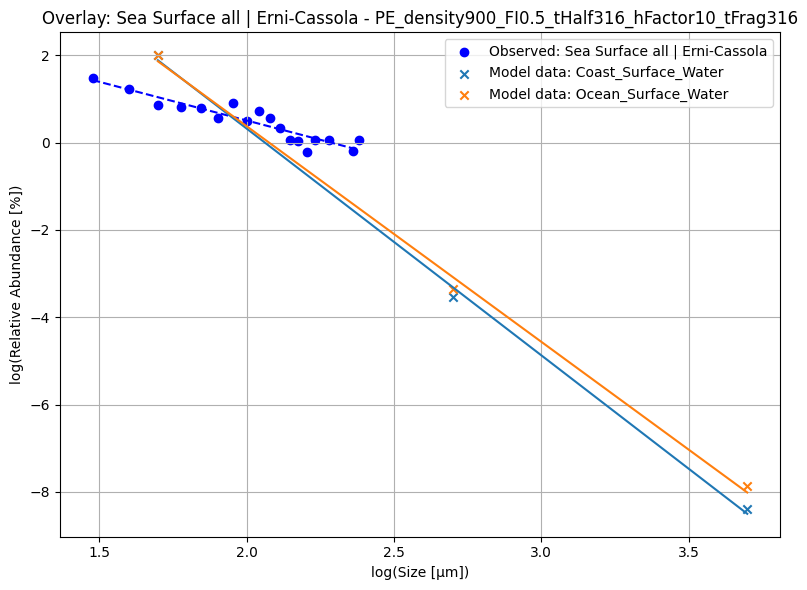 Overlay: Sea Surface all | Erni-Cassola - PE_density900_FI0.5_tHalf316_hFactor10_tFrag316
Observed: Sea Surface all | Erni-Cassola
Model data: Coast_Surface_Water
Model data: Ocean_Surface_Water
log(Relative Abundance [%])
2
0
−2
−4
−6
−8
1.5 2.0 2.5 3.0 3.5
log(Size [μm])